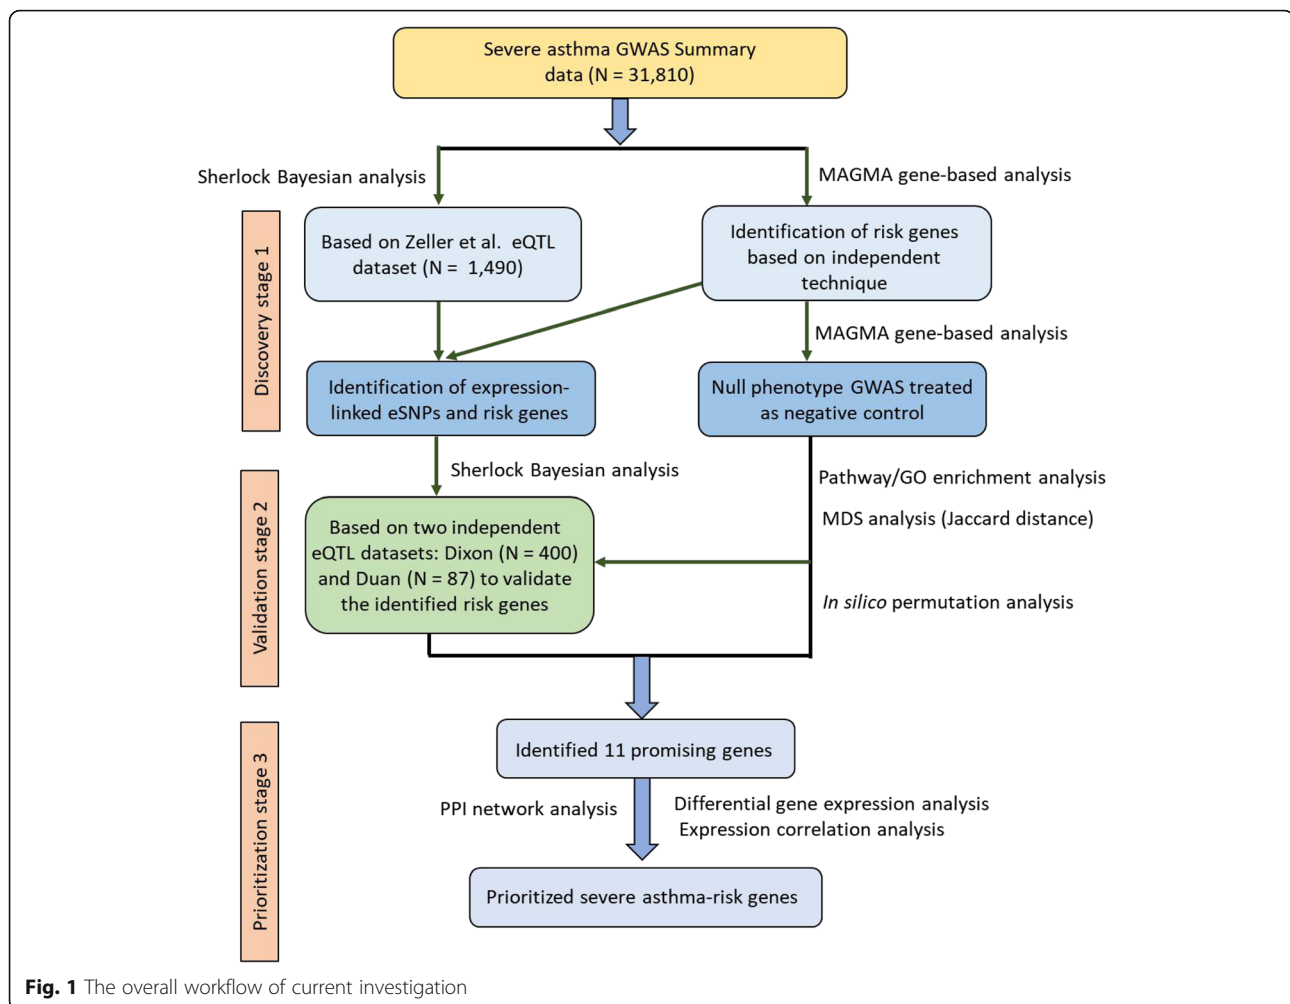 Severe asthma GWAS Summary
data (N = 31,810)
Sherlock Bayesian analysis
MAGMA gene-based analysis
Discovery stage 1
Based on Zeller et al. eQTL
dataset (N = 1,490)
Identification of risk genes
based on independent
technique
MAGMA gene-based analysis
Identification of expression-
linked eSNPs and risk genes
Null phenotype GWAS treated
as negative control
Sherlock Bayesian analysis
Pathway/GO enrichment analysis
MDS analysis (Jaccard distance)
In silico permutation analysis
Validation stage 2
Based on two independent
eQTL datasets: Dixon (N = 400)
and Duan (N = 87) to validate
the identified risk genes
Identified 11 promising genes
Prioritization stage 3
PPI network analysis
Differential gene expression analysis
Expression correlation analysis
Prioritized severe asthma-risk genes
Fig. 1 The overall workflow of current investigation